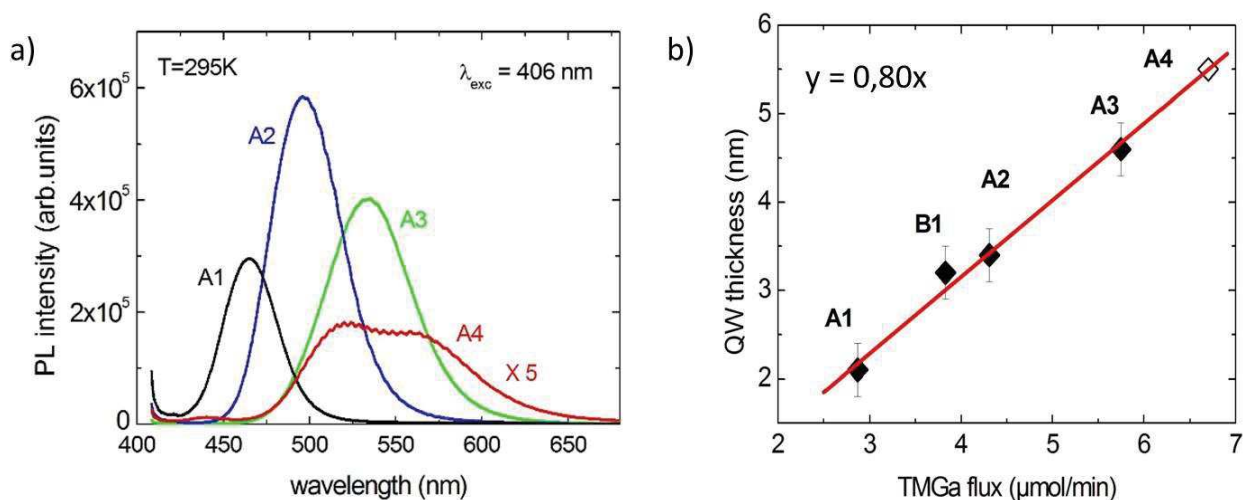 a)
T=295K
λexc = 406 nm
6x10⁵
4x10⁵
2x10⁵
0
PL intensity (arb.units)
A1
A2
A3
A4
X 5
400 450 500 550 600 650
wavelength (nm)
b)
y = 0,80x
6
5
4
3
2
QW thickness (nm)
A1
B1
A2
A3
A4
2 3 4 5 6 7
TMGa flux (µmol/min)